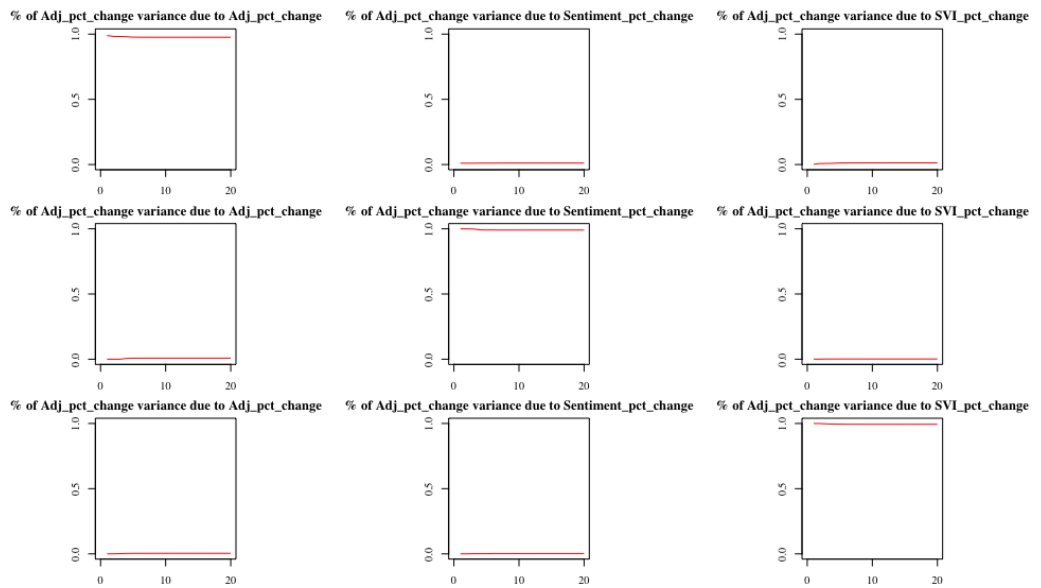 % of Adj_pct_change variance due to Adj_pct_change
% of Adj_pct_change variance due to Sentiment_pct_change
% of Adj_pct_change variance due to SVI_pct_change
1.0
0.5
0.0
0 10 20
1.0
0.5
0.0
0 10 20
1.0
0.5
0.0
0 10 20
% of Adj_pct_change variance due to Adj_pct_change
% of Adj_pct_change variance due to Sentiment_pct_change
% of Adj_pct_change variance due to SVI_pct_change
1.0
0.5
0.0
0 10 20
1.0
0.5
0.0
0 10 20
1.0
0.5
0.0
0 10 20
% of Adj_pct_change variance due to Adj_pct_change
% of Adj_pct_change variance due to Sentiment_pct_change
% of Adj_pct_change variance due to SVI_pct_change
1.0
0.5
0.0
0 10 20
1.0
0.5
0.0
0 10 20
1.0
0.5
0.0
0 10 20